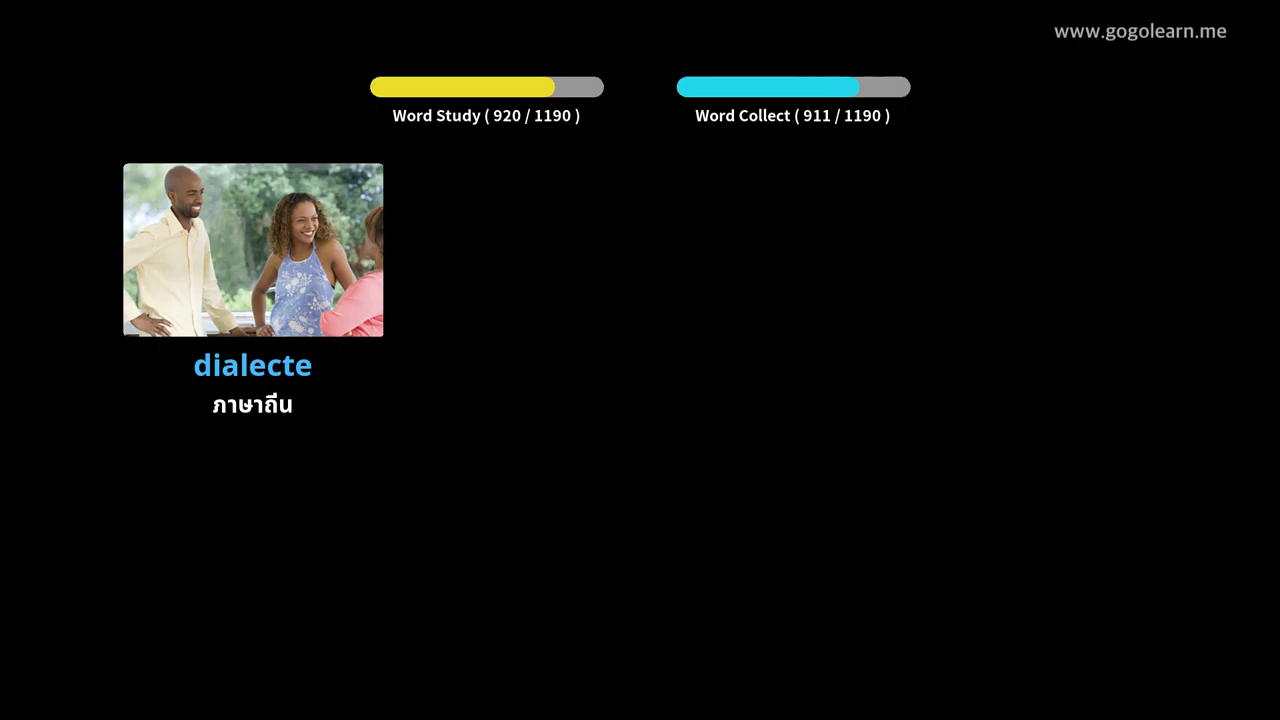 www.gogolearn.me
Word Study ( 920 / 1190 )
Word Collect ( 911 / 1190 )
dialecte
ภาษาถิ่น